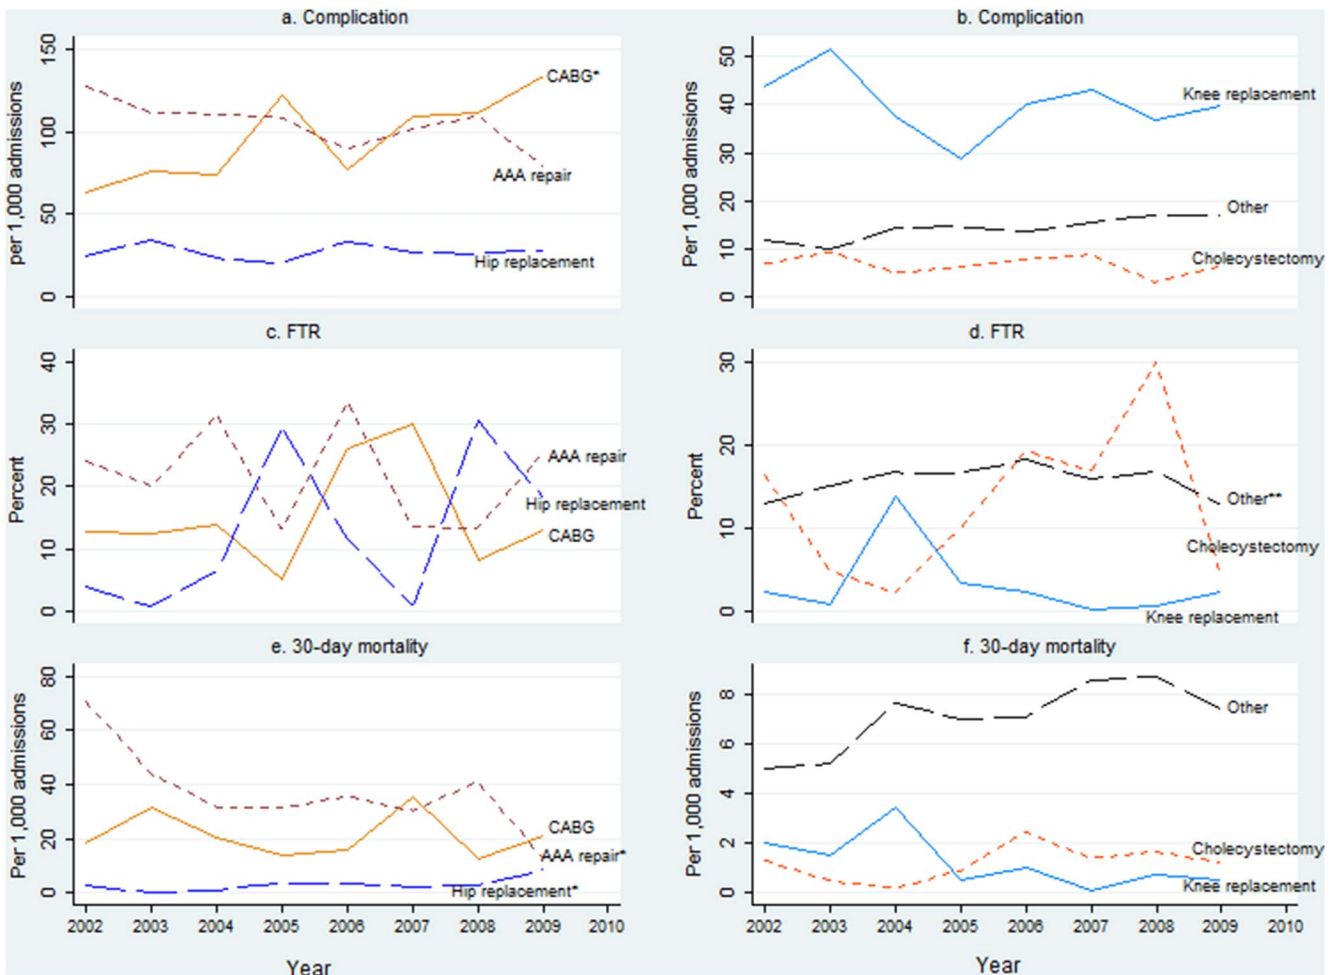 a. Complication
per 1,000 admissions
150
100
50
0
CABG*
AAA repair
Hip replacement
b. Complication
Per 1,000 admissions
50
40
30
20
10
0
Knee replacement
Other
Cholecystectomy
c. FTR
Percent
40
30
20
10
0
AAA repair
Hip replacement
CABG
d. FTR
Percent
30
20
10
0
Other**
Cholecystectomy
Knee replacement
e. 30-day mortality
Per 1,000 admissions
80
60
40
20
0
CABG
AAA repair*
Hip replacement*
2002 2003 2004 2005 2006 2007 2008 2009 2010
Year
f. 30-day mortality
Per 1,000 admissions
8
6
4
2
0
Other
Cholecystectomy
Knee replacement
2002 2003 2004 2005 2006 2007 2008 2009 2010
Year